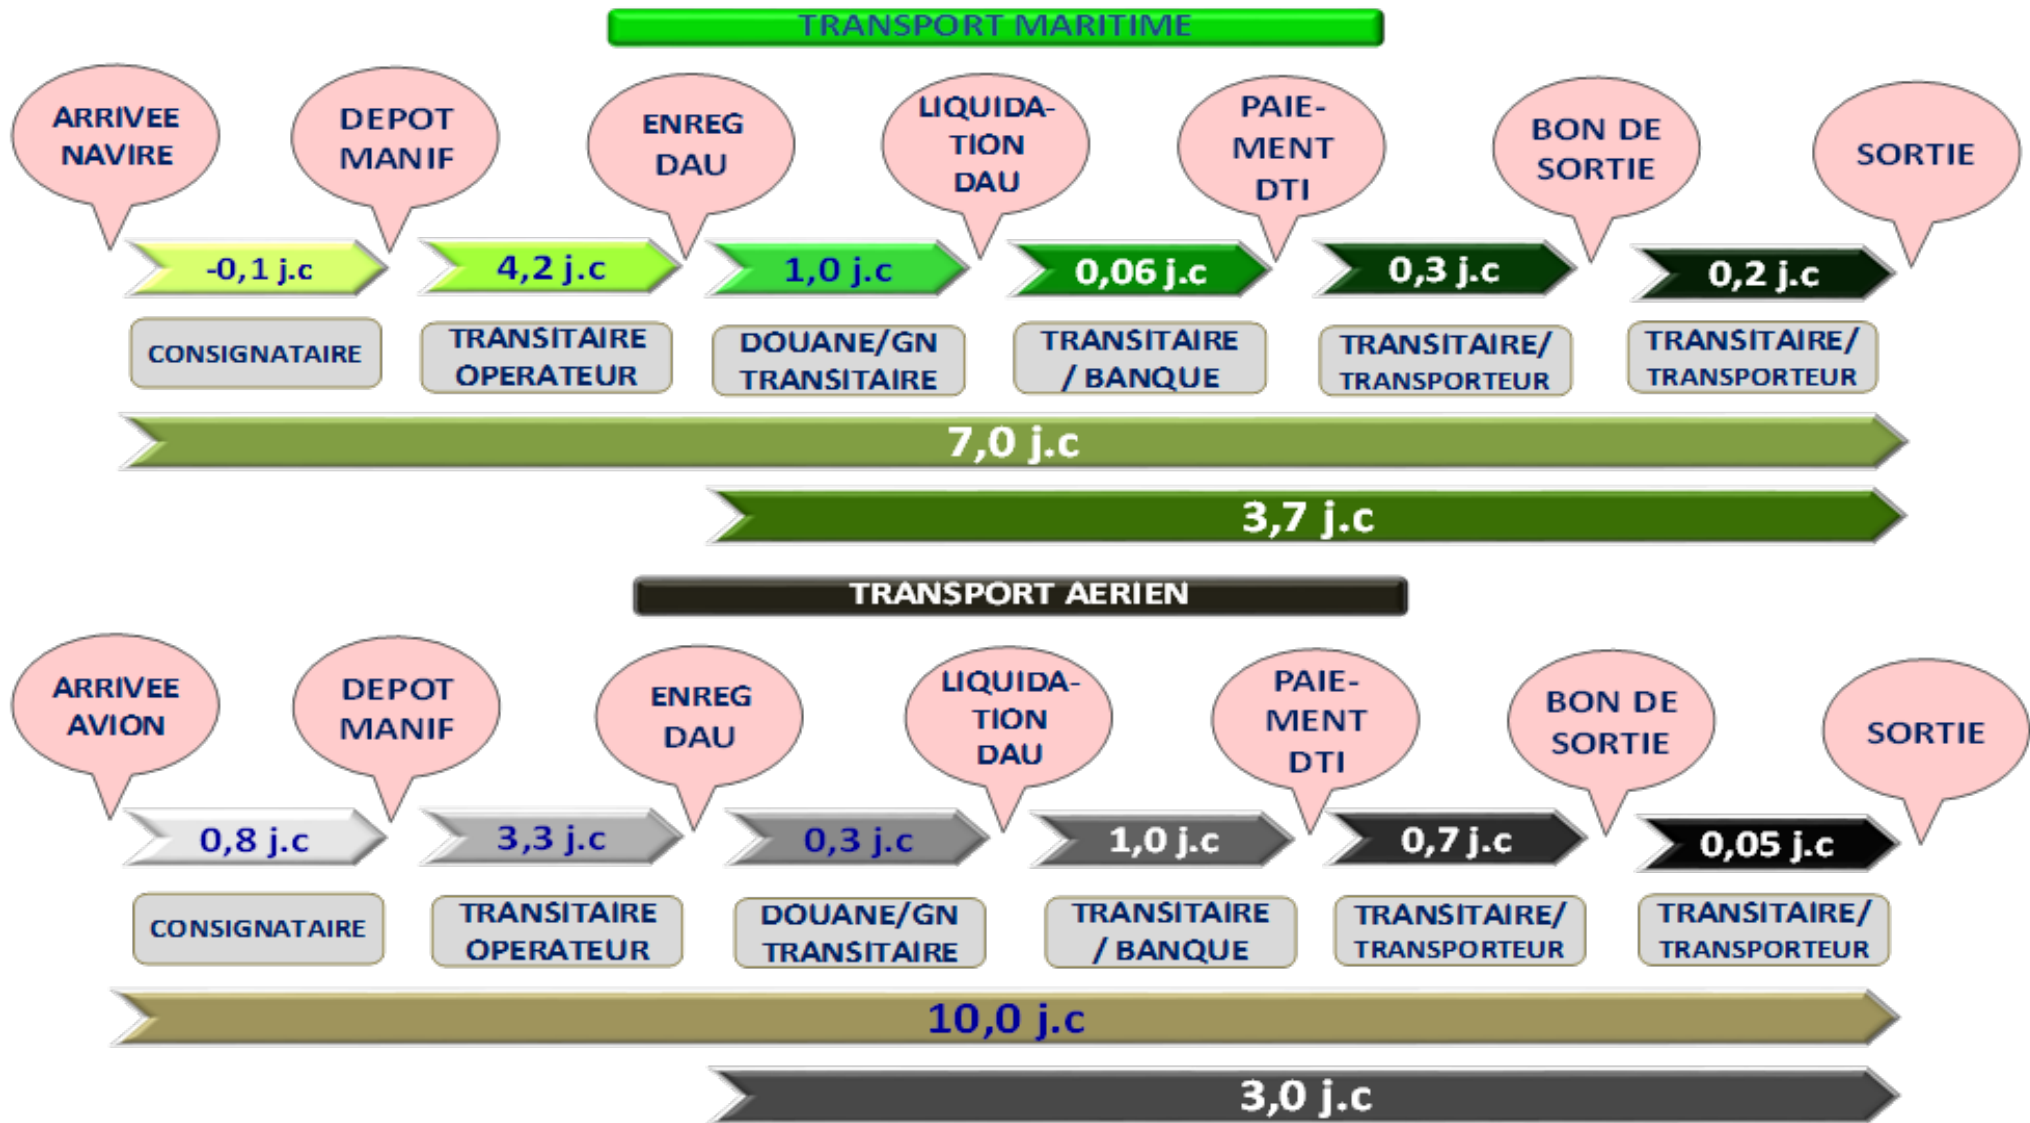 TRANSPORT MARITIME
ARRIVEE
NAVIRE
DEPOT
MANIF
ENREG
DAU
LIQUIDA-
TION
DAU
PAIE-
MENT
DTI
BON DE
SORTIE
SORTIE
-0,1 j.c
4,2 j.c
1,0 j.c
0,06 j.c
0,3 j.c
0,2 j.c
CONSIGNATAIRE
TRANSITAIRE
OPERATEUR
DOUANE/GN
TRANSITAIRE
TRANSITAIRE
/ BANQUE
TRANSITAIRE/
TRANSPORTEUR
TRANSITAIRE/
TRANSPORTEUR
7,0 j.c
3,7 j.c
TRANSPORT AERIEN
ARRIVEE
AVION
DEPOT
MANIF
ENREG
DAU
LIQUIDA-
TION
DAU
PAIE-
MENT
DTI
BON DE
SORTIE
SORTIE
0,8 j.c
3,3 j.c
0,3 j.c
1,0 j.c
0,7 j.c
0,05 j.c
CONSIGNATAIRE
TRANSITAIRE
OPERATEUR
DOUANE/GN
TRANSITAIRE
TRANSITAIRE
/ BANQUE
TRANSITAIRE/
TRANSPORTEUR
TRANSITAIRE/
TRANSPORTEUR
10,0 j.c
3,0 j.c